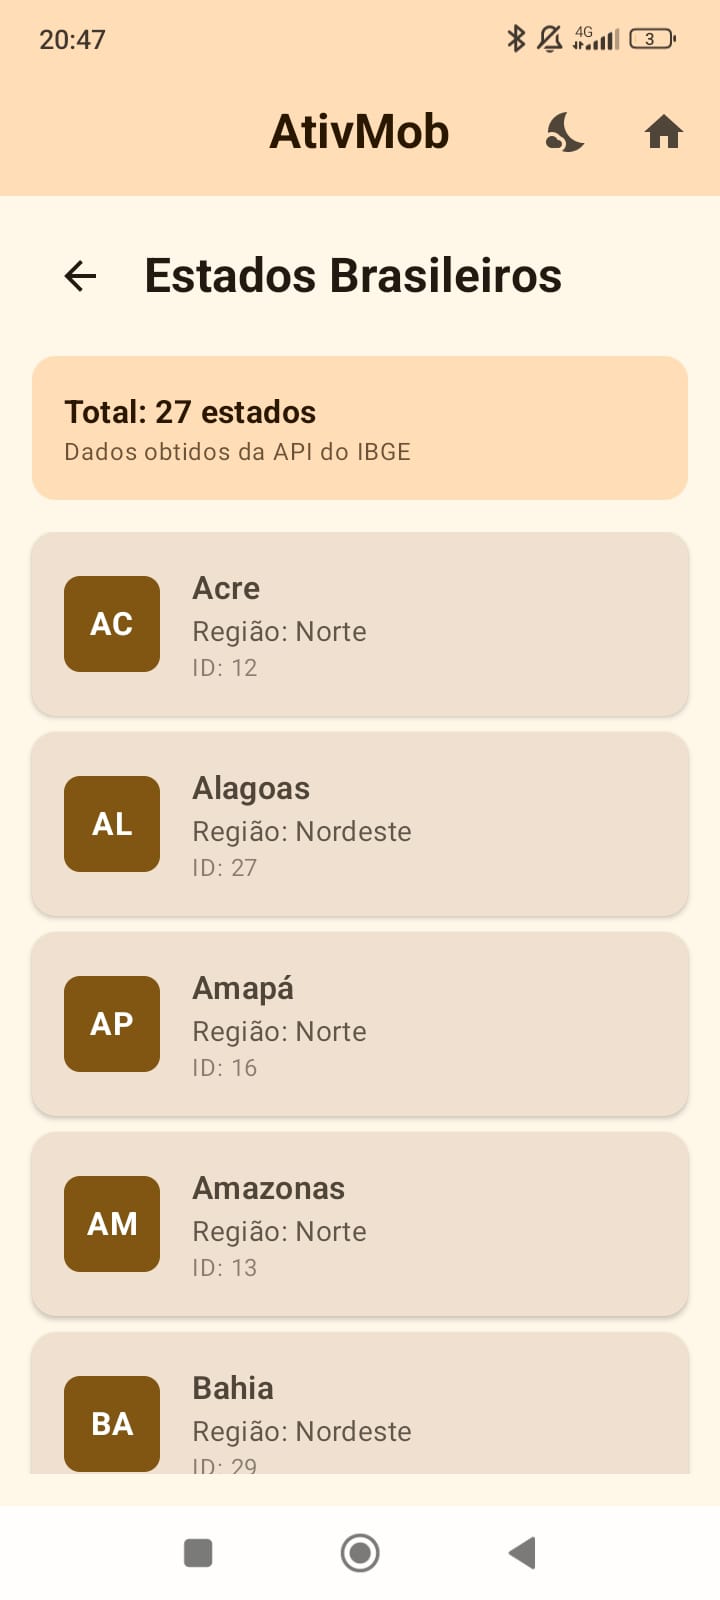 20:47
4G
3
AtivMob
Estados Brasileiros
Total: 27 estados
Dados obtidos da API do IBGE
AC
Acre
Região: Norte
ID: 12
AL
Alagoas
Região: Nordeste
ID: 27
AP
Amapá
Região: Norte
ID: 16
AM
Amazonas
Região: Norte
ID: 13
BA
Bahia
Região: Nordeste
ID: 29